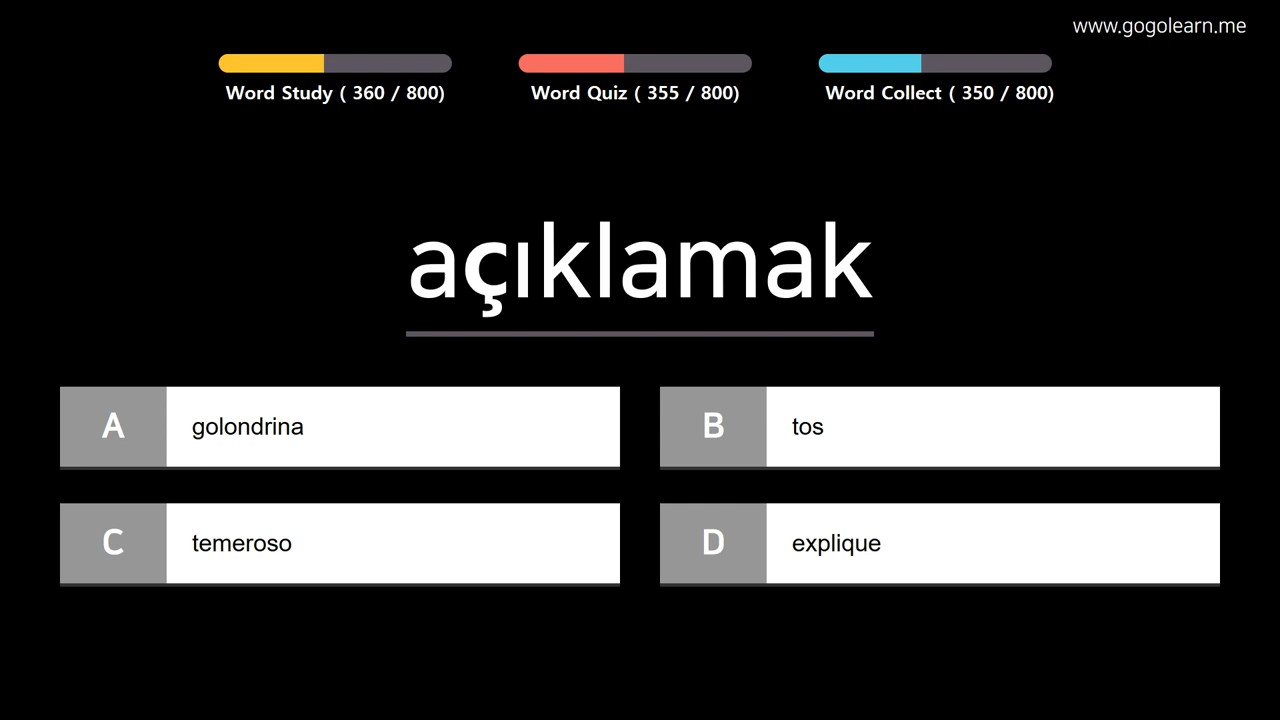 www.gogolearn.me
Word Study ( 360 / 800)
Word Quiz ( 355 / 800)
Word Collect ( 350 / 800)
açıklamak
A golondrina
B tos
C temeroso
D explique